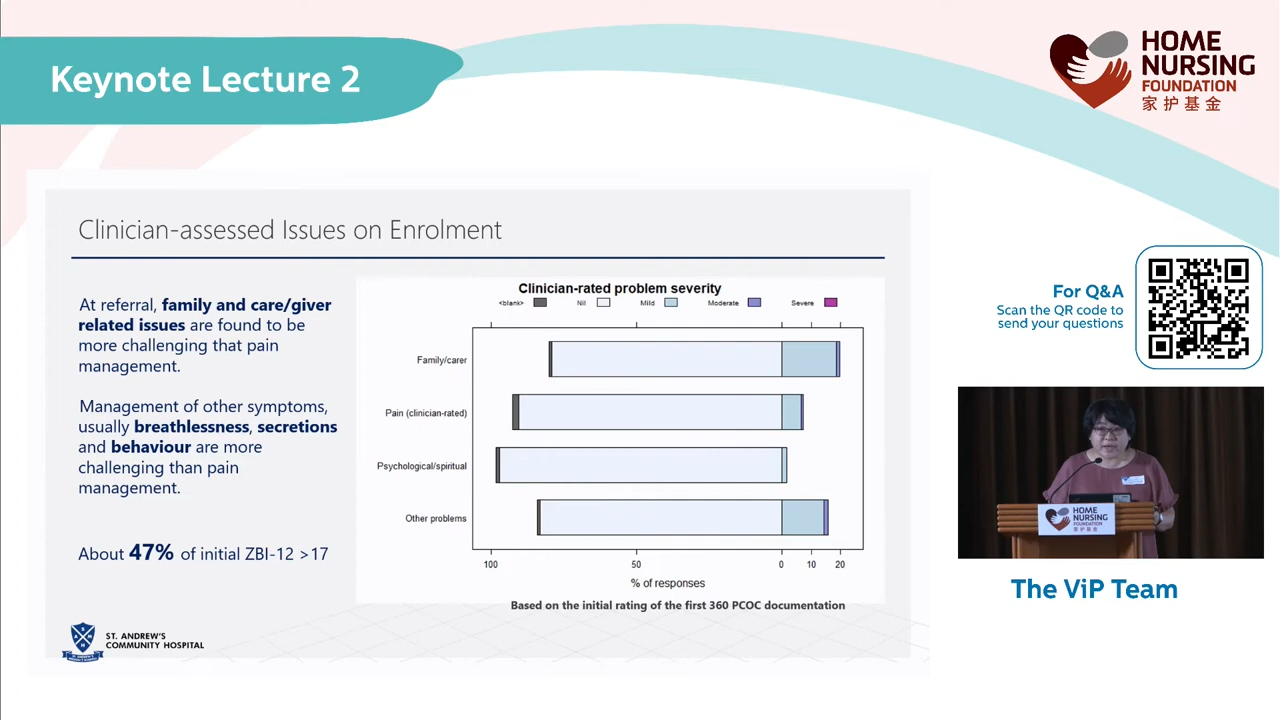 Keynote Lecture 2
HOME
NURSING
FOUNDATION
家护基金
Clinician-assessed Issues on Enrolment
At referral, family and care/giver
related issues are found to be
more challenging that pain
management.
Management of other symptoms,
usually breathlessness, secretions
and behaviour are more
challenging than pain
management.
About 47% of initial ZBI-12 >17
Clinician-rated problem severity
<blank> Nil Mild Moderate Severe
Family/carer
Pain (clinician-rated)
Psychological/spiritual
Other problems
100 50 0 10 20
% of responses
Based on the initial rating of the first 360 PCOC documentation
ST. ANDREW'S
COMMUNITY HOSPITAL
For Q&A
Scan the QR code to
send your questions
HOME
NURSING
FOUNDATION
The ViP Team